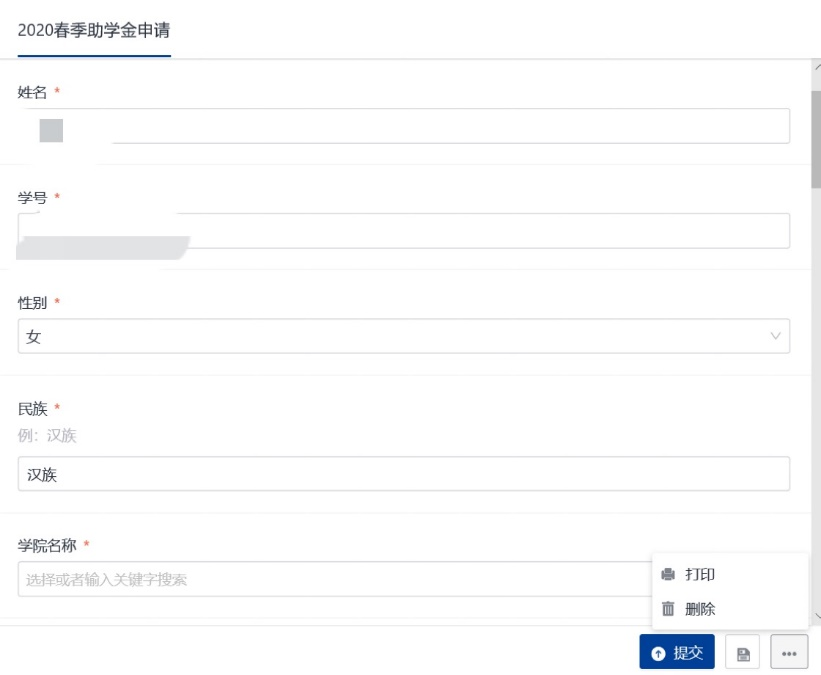 2020春季助学金申请
姓名 *
学号 *
性别 *
女
民族 *
例：汉族
汉族
学院名称 *
选择或者输入关键字搜索
打印
删除
提交